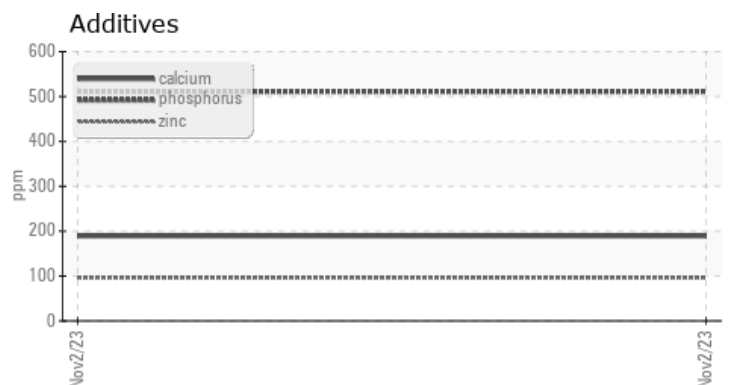 Additives
600
500
400
300
200
100
0
ppm
calcium
phosphorus
zinc
Nov2/23
Nov2/23